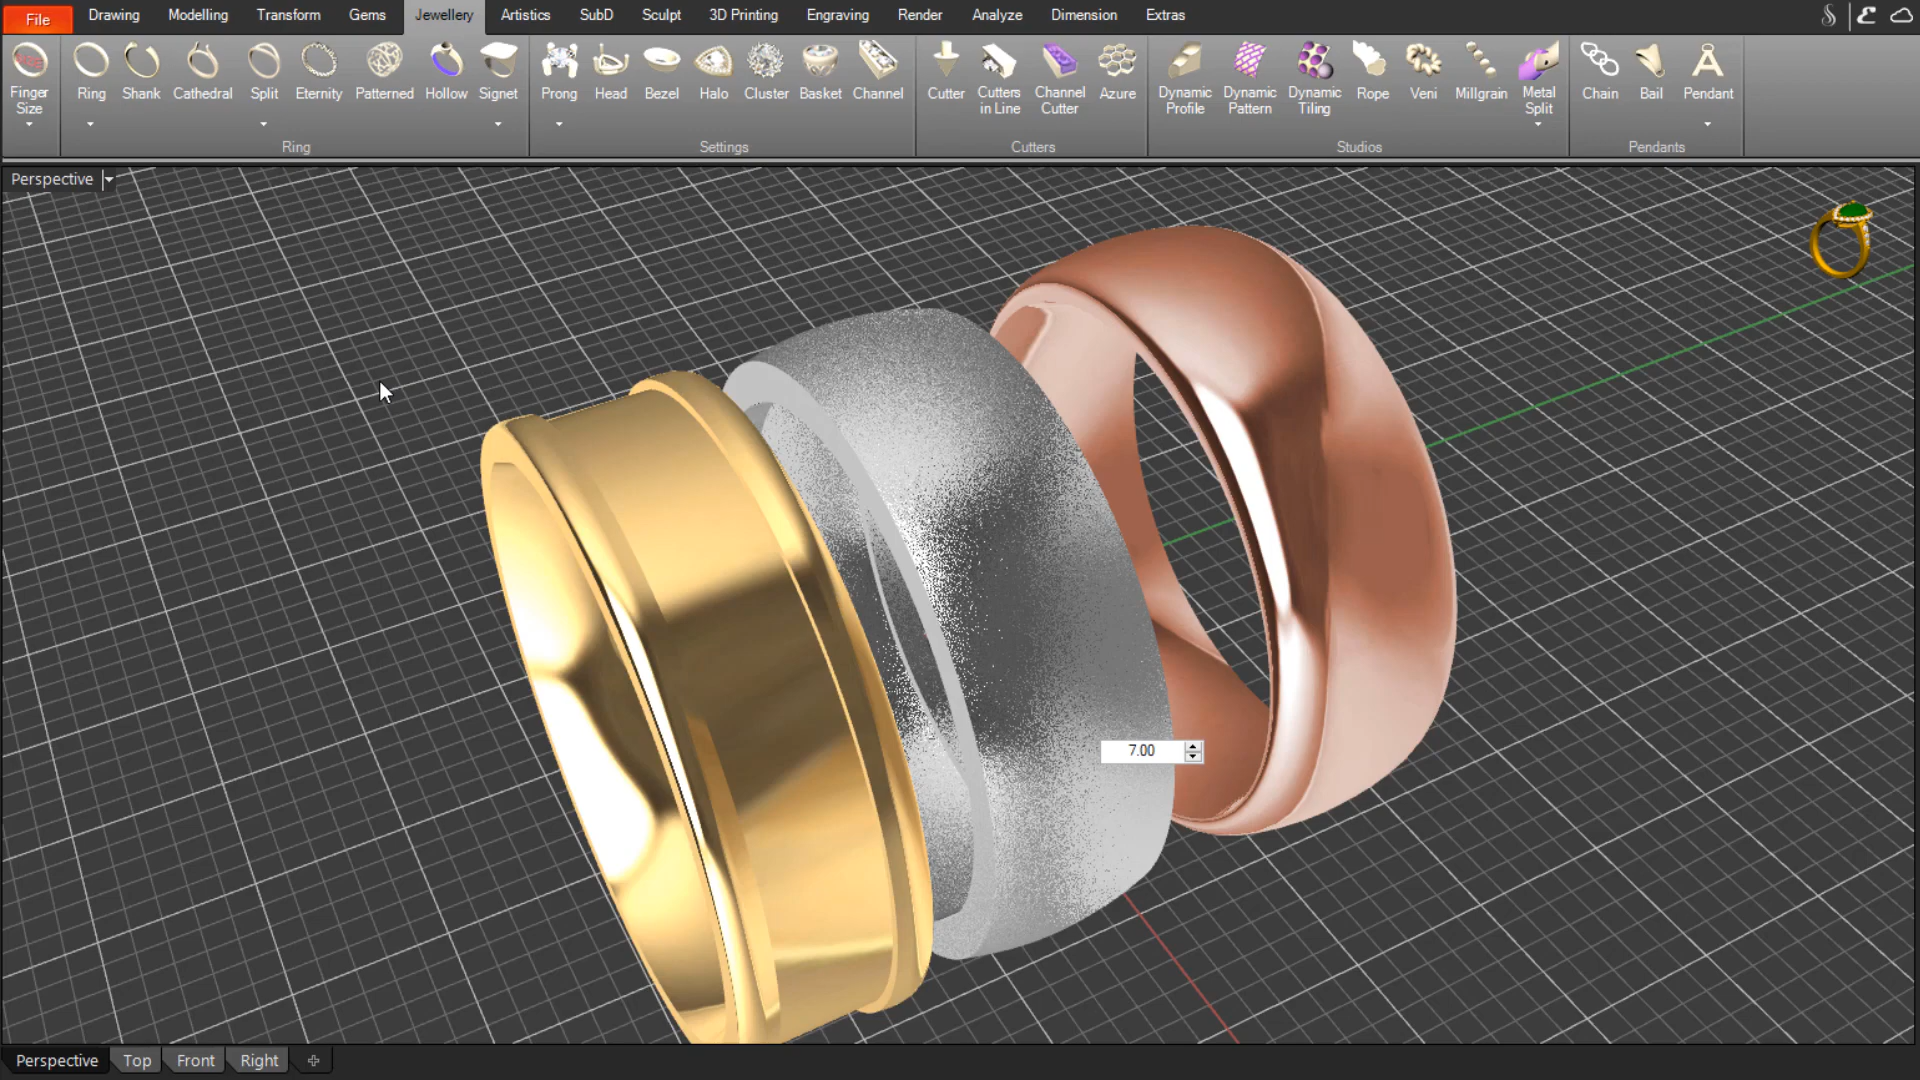 File Drawing Modelling Transform Gems Jewellery Artistics SubD Sculpt 3D Printing Engraving Render Analyze Dimension Extras
Finger Size
Ring Shank Cathedral Split Eternity Patterned Hollow Signet
Ring
Prong Head Bezel Halo Cluster Basket Channel
Settings
Cutter Cutters in Line Channel Cutter Azure
Cutters
Dynamic Profile Dynamic Pattern Dynamic Tiling Rope Veni Millgrain Metal Split
Studios
Chain Bail Pendant
Pendants
Perspective
7.00
Perspective Top Front Right